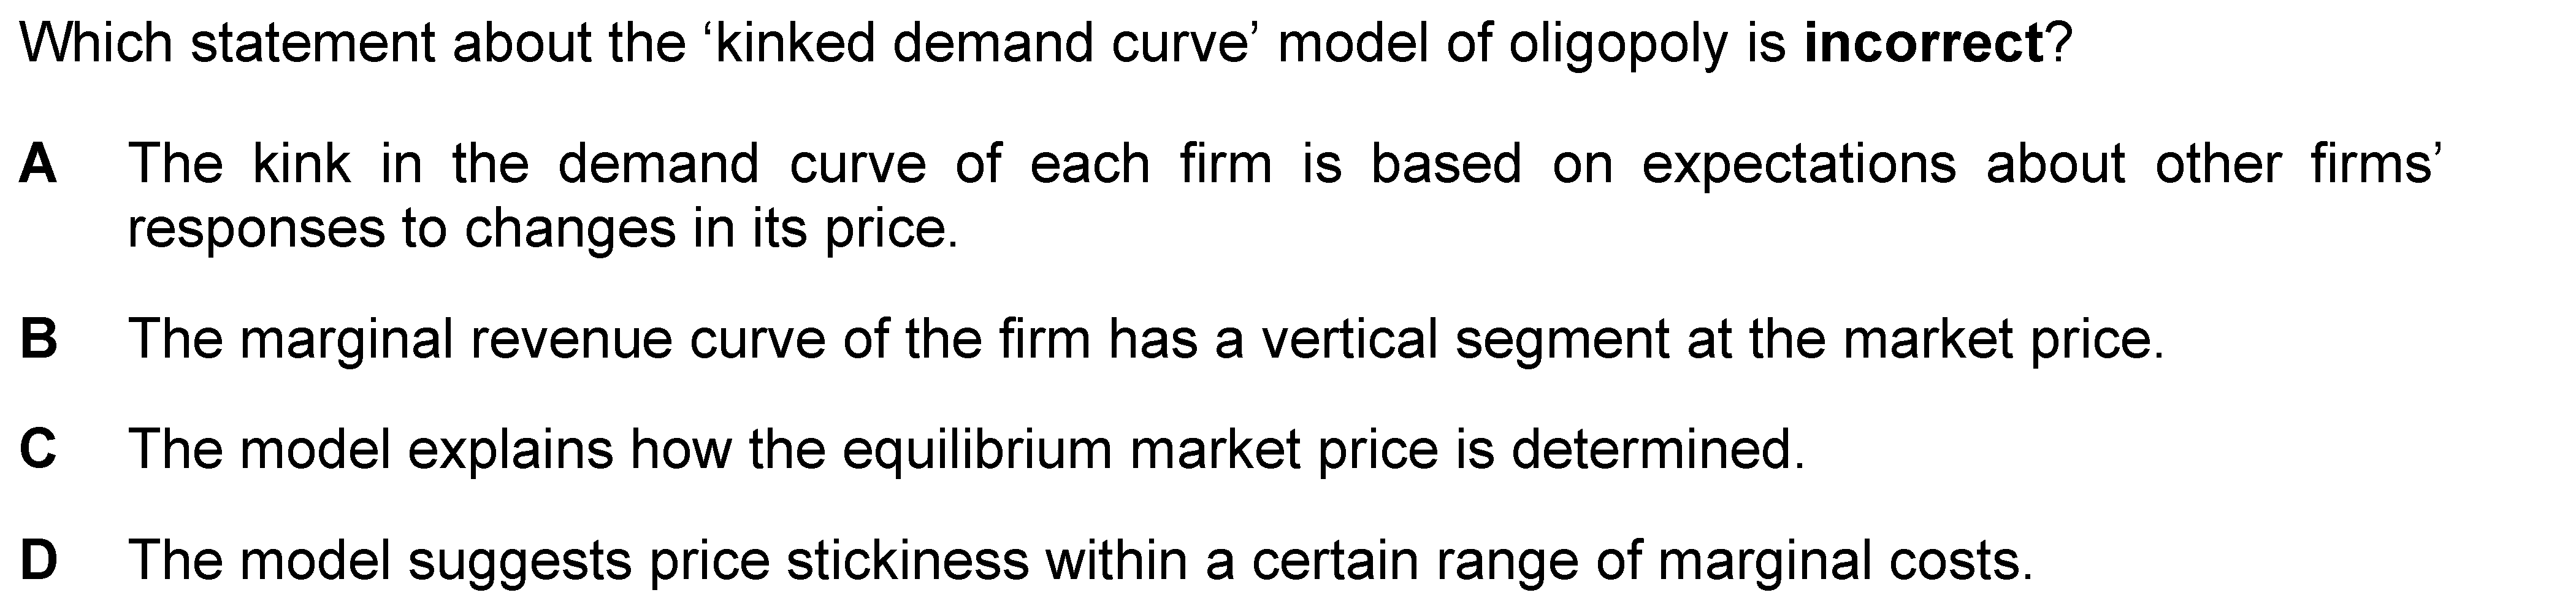 Which statement about the ‘kinked demand curve’ model of oligopoly is incorrect?
A The kink in the demand curve of each firm is based on expectations about other firms’
responses to changes in its price.
B The marginal revenue curve of the firm has a vertical segment at the market price.
C The model explains how the equilibrium market price is determined.
D The model suggests price stickiness within a certain range of marginal costs.